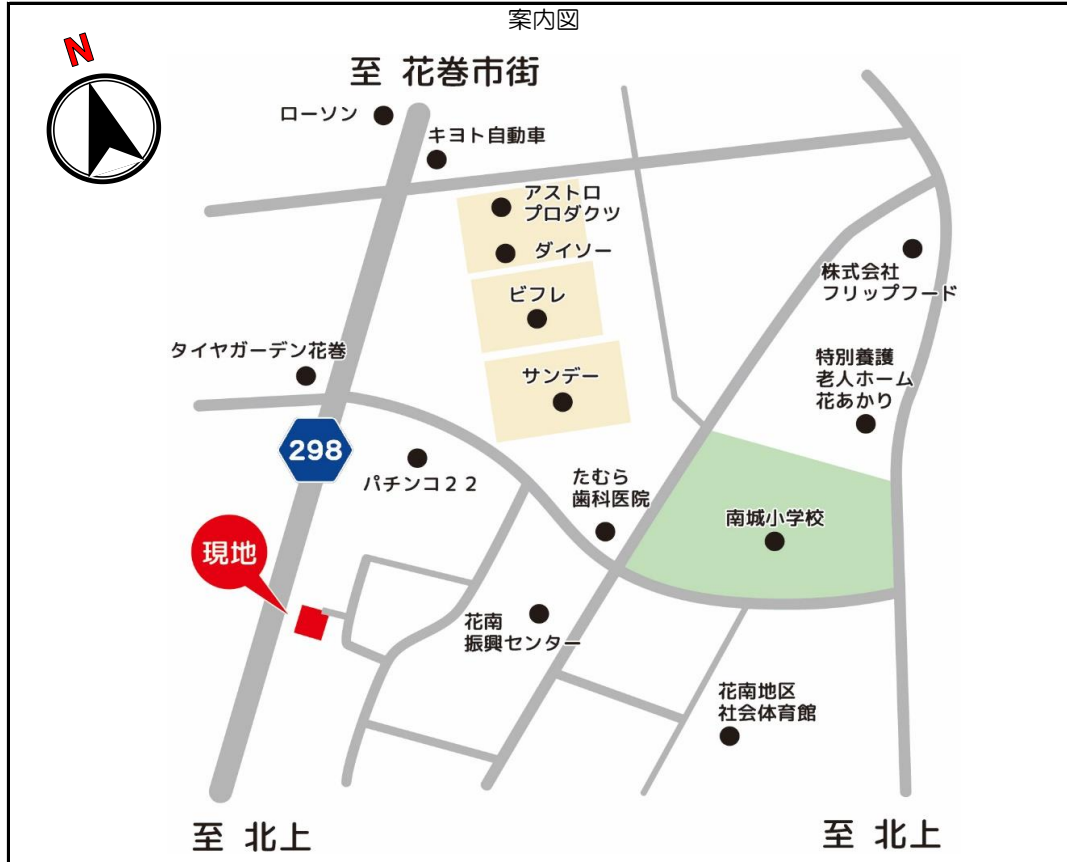 案内図
N
至 花巻市街
ローソン
キヨト自動車
アストロ
プロダクツ
ダイソー
株式会社
フリップフード
ビフレ
タイヤガーデン花巻
特別養護
老人ホーム
花あかり
サンデー
298
パチンコ２２
たむら
歯科医院
南城小学校
現地
花南
振興センター
花南地区
社会体育館
至 北上
至 北上